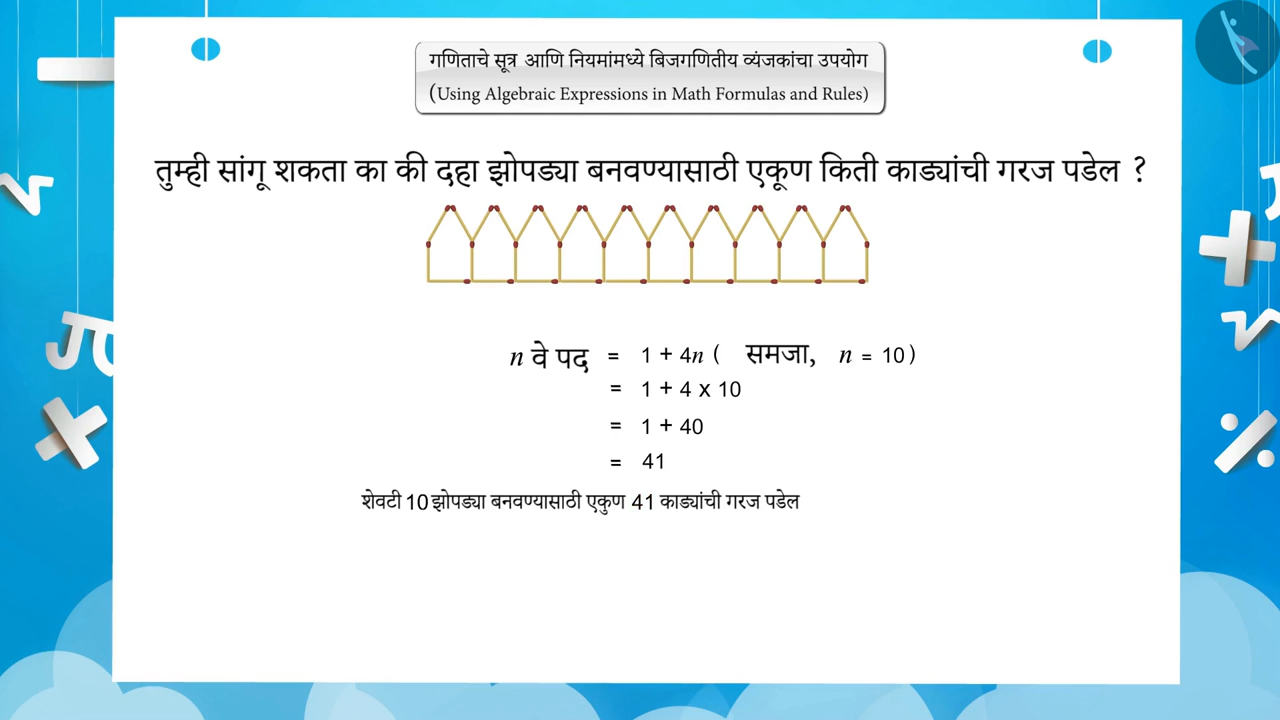 गणिताचे सूत्र आणि नियमांमध्ये बिजगणितीय व्यंजकांचा उपयोग
(Using Algebraic Expressions in Math Formulas and Rules)
तुम्ही सांगू शकता का की दहा झोपड्या बनवण्यासाठी एकूण किती काड्यांची गरज पडेल ?
n वे पद = 1 + 4n ( समजा, n = 10 )
= 1 + 4 x 10
= 1 + 40
= 41
शेवटी 10 झोपड्या बनवण्यासाठी एकुण 41 काड्यांची गरज पडेल